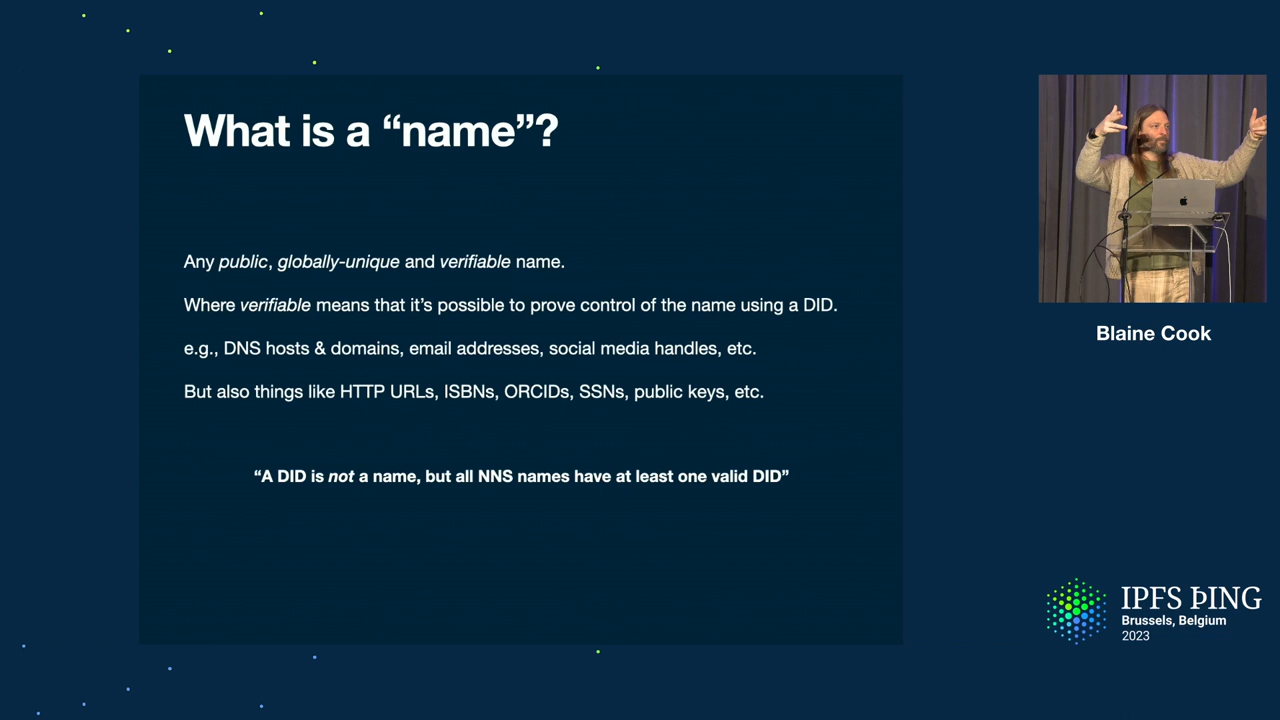 What is a “name”?
Any public, globally-unique and verifiable name.
Where verifiable means that it’s possible to prove control of the name using a DID.
e.g., DNS hosts & domains, email addresses, social media handles, etc.
But also things like HTTP URLs, ISBNs, ORCIDs, SSNs, public keys, etc.
“A DID is not a name, but all NNS names have at least one valid DID”
Blaine Cook
IPFS ÞING
Brussels, Belgium
2023